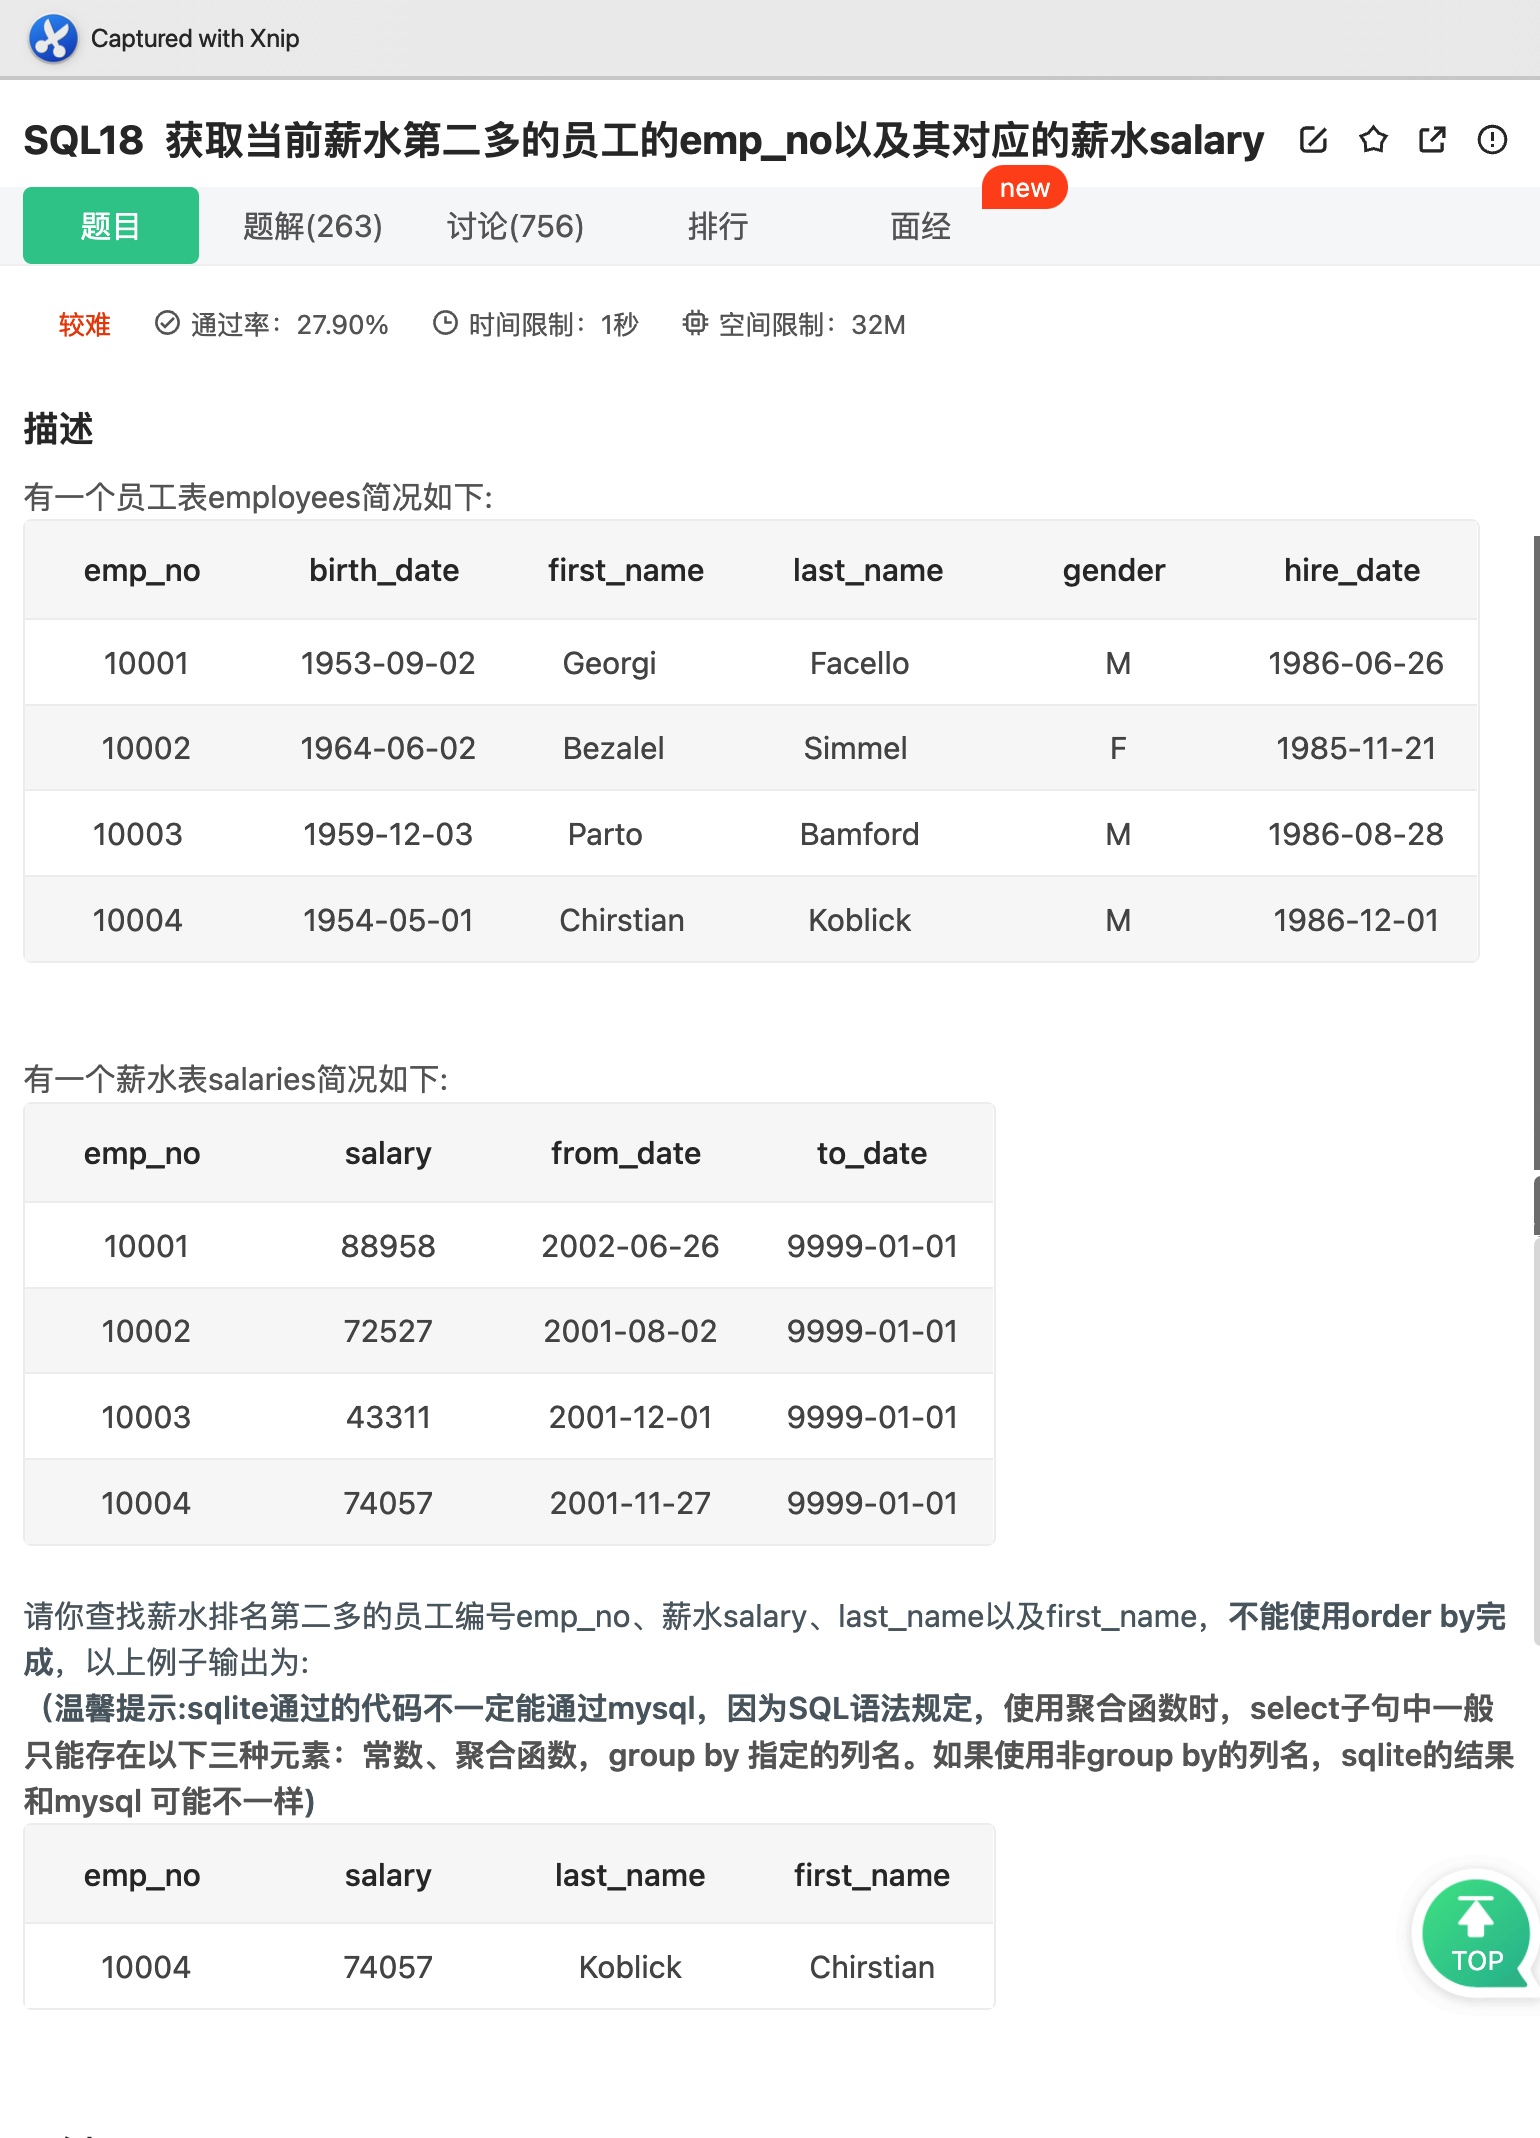 Captured with Xnip
SQL18 获取当前薪水第二多的员工的emp_no以及其对应的薪水salary
new
题目 题解(263) 讨论(756) 排行 面经
较难 通过率：27.90% 时间限制：1秒 空间限制：32M
描述
有一个员工表employees简况如下:
emp_no birth_date first_name last_name gender hire_date
10001 1953-09-02 Georgi Facello M 1986-06-26
10002 1964-06-02 Bezalel Simmel F 1985-11-21
10003 1959-12-03 Parto Bamford M 1986-08-28
10004 1954-05-01 Chirstian Koblick M 1986-12-01
有一个薪水表salaries简况如下:
emp_no salary from_date to_date
10001 88958 2002-06-26 9999-01-01
10002 72527 2001-08-02 9999-01-01
10003 43311 2001-12-01 9999-01-01
10004 74057 2001-11-27 9999-01-01
请你查找薪水排名第二多的员工编号emp_no、薪水salary、last_name以及first_name，不能使用order by完
成，以上例子输出为:
（温馨提示:sqlite通过的代码不一定能通过mysql，因为SQL语法规定，使用聚合函数时，select子句中一般
只能存在以下三种元素：常数、聚合函数，group by 指定的列名。如果使用非group by的列名，sqlite的结果
和mysql 可能不一样)
emp_no salary last_name first_name
10004 74057 Koblick Chirstian
TOP